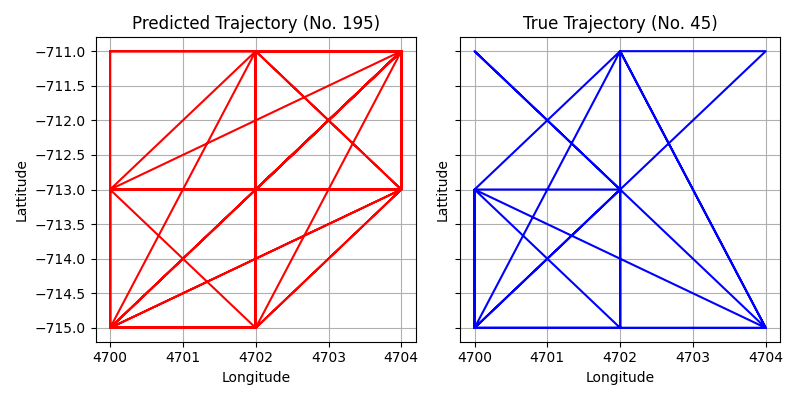 Predicted Trajectory (No. 195)
True Trajectory (No. 45)
Lattitude
−711.0
−711.5
−712.0
−712.5
−713.0
−713.5
−714.0
−714.5
−715.0
4700 4701 4702 4703 4704
Longitude
Lattitude
4700 4701 4702 4703 4704
Longitude